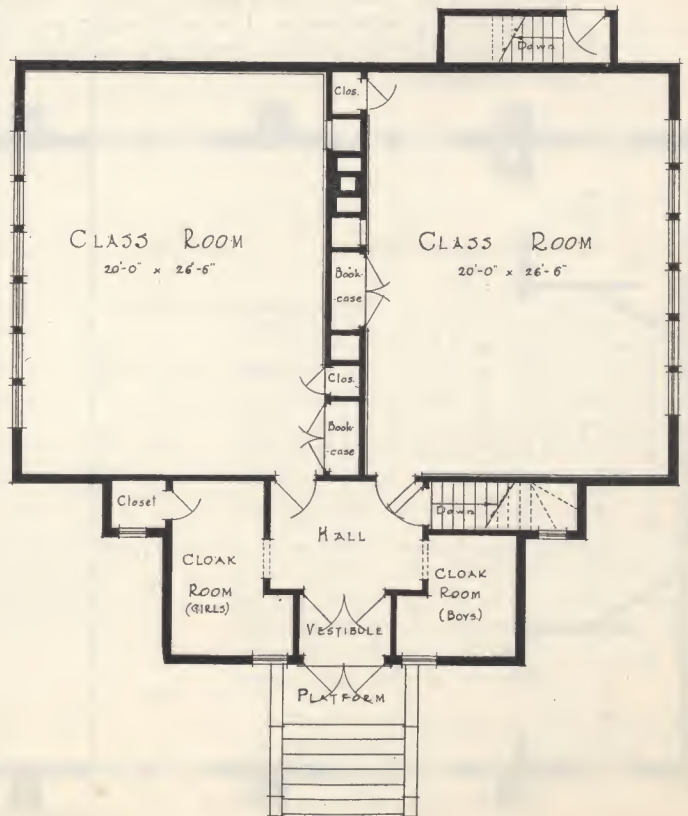 Down
Clos.
CLASS ROOM
20'-0" x 26'-6"
CLASS ROOM
20'-0" x 26'-6"
Book-
-case
Clos.
Book-
-case
Closet
Down
HALL
CLOAK
ROOM
(GIRLS)
CLOAK
ROOM
(BOYS)
VESTIBULE
PLATFORM